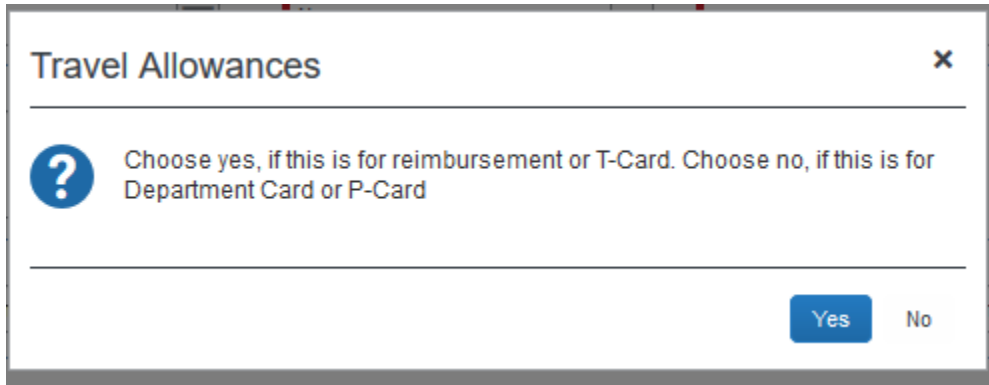 Travel Allowances
Choose yes, if this is for reimbursement or T-Card. Choose no, if this is for
Department Card or P-Card
Yes No